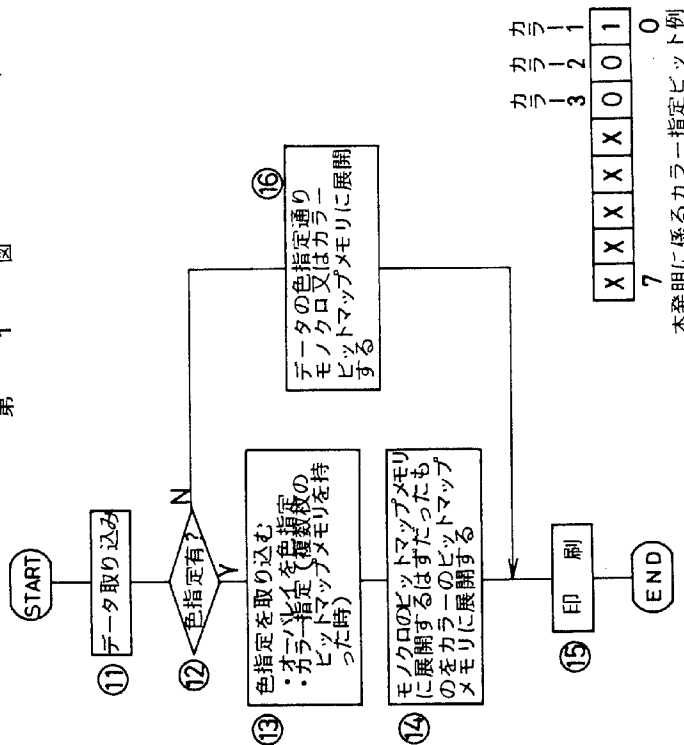 第 1 図
START
⑪ データ取り込み
⑫ 色指定有?
N
Y
⑬ 色指定を取り込む
・オーバレイを色指定
・カラー指定(複数枚の
ビットマップメモリを持
った時)
⑭ モノクロのビットマップメモリ
に展開するはずだったも
のをカラーのビットマップ
メモリに展開する
⑯ データの色指定通り
モノクロ又はカラー
ビットマップメモリに展開
する
⑮ 印 刷
END
カラー3 カラー2 カラー1
X X X X X 0 0 1
7 0
本発明に係るカラー指定ビット例